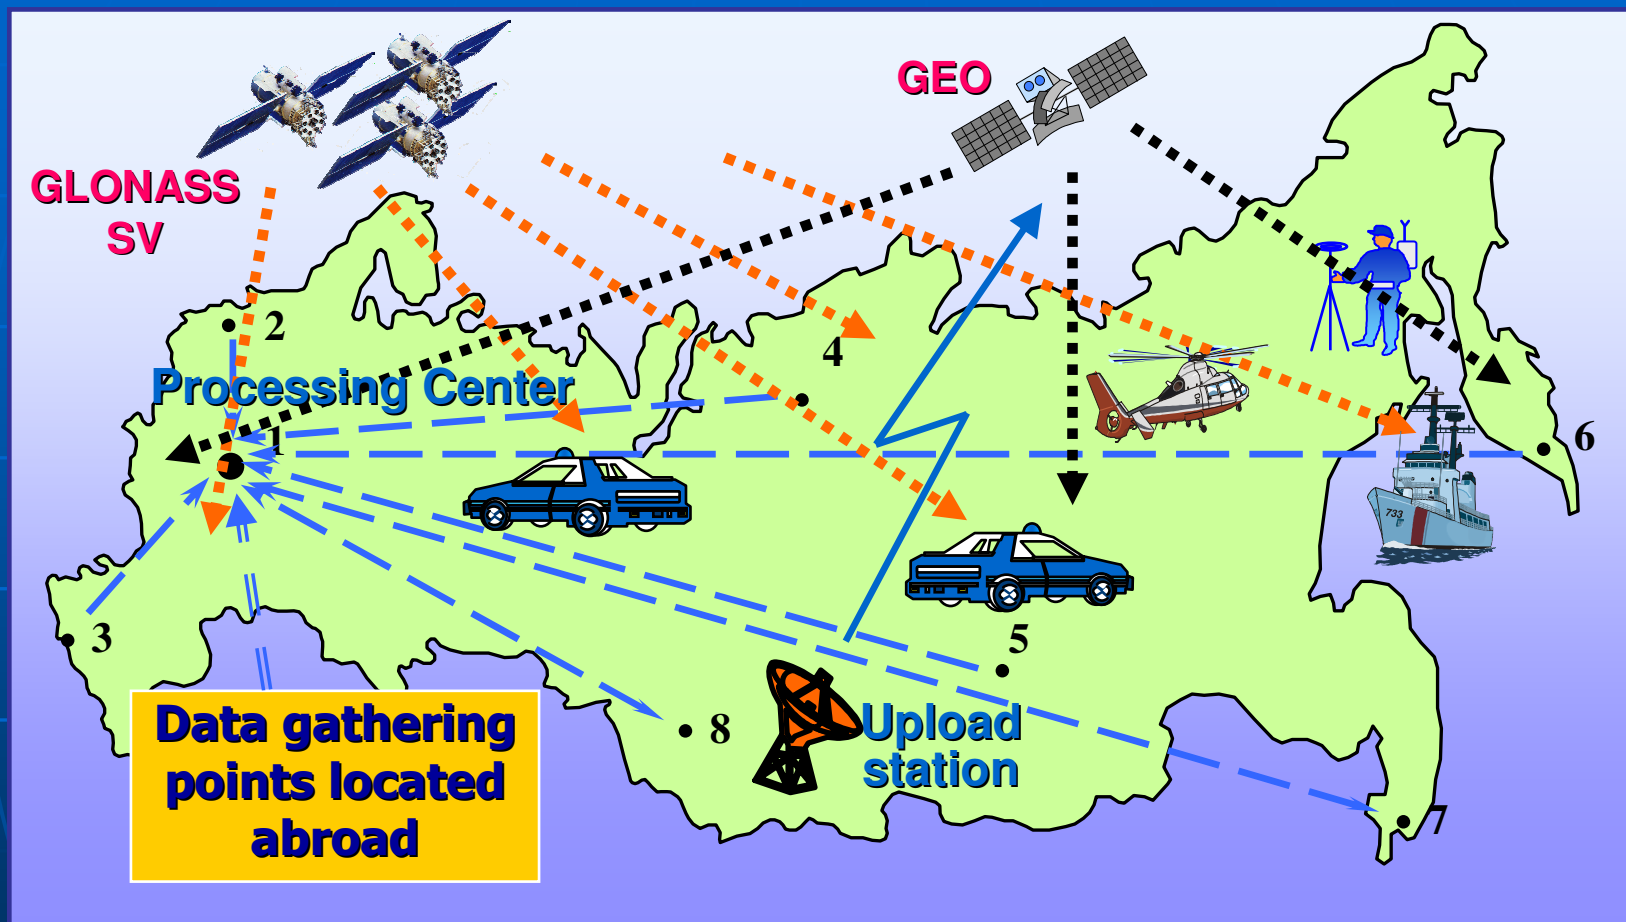 GEO
GLONASS
SV
2
4
Processing Center
1
6
733
3
5
8
Upload
station
7
Data gathering
points located
abroad